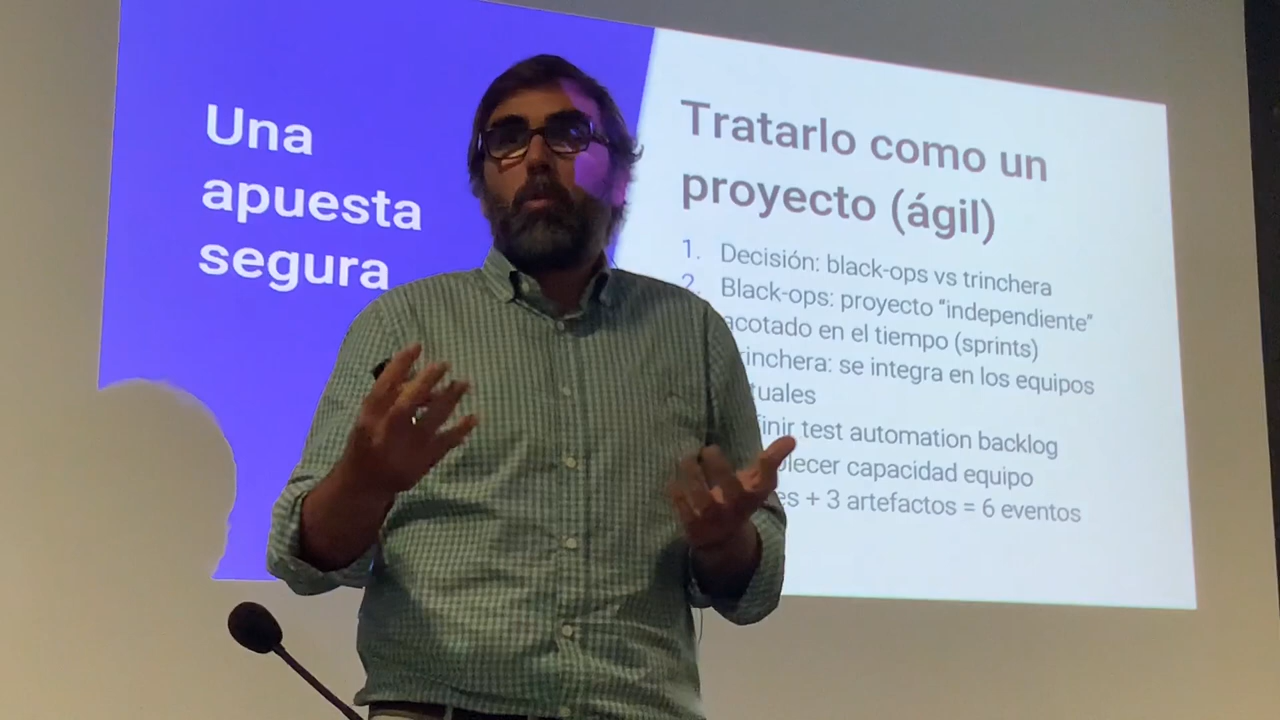 Una
apuesta
segura
Tratarlo como un
proyecto (ágil)
1. Decisión: black-ops vs trinchera
2. Black-ops: proyecto “independiente”
acotado en el tiempo (sprints)
se integra en los equipos
test automation backlog
capacidad equipo
+ 3 artefactos = 6 eventos